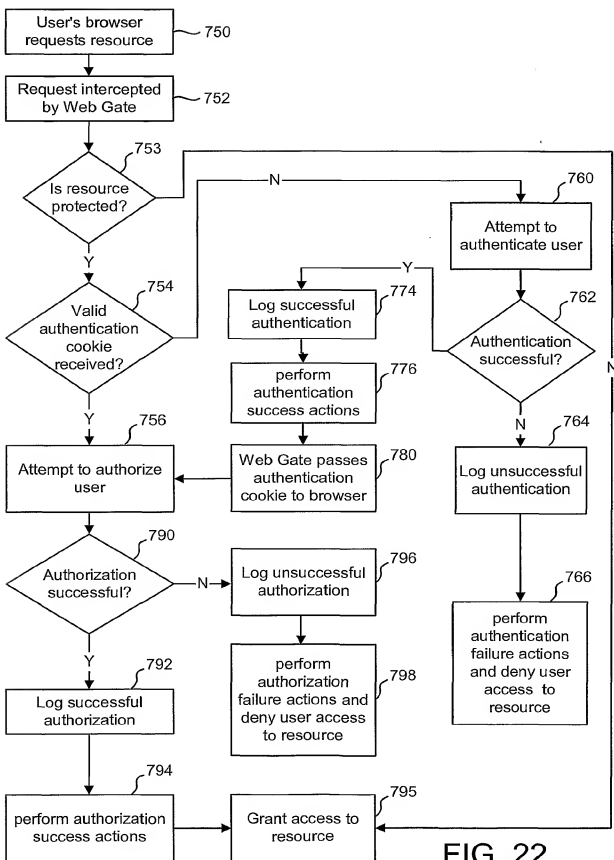 User's browser
requests resource
750
Request intercepted
by Web Gate
752
753
Is resource
protected?
N
Y
754
Valid
authentication
cookie
received?
Y
760
Attempt to
authenticate user
762
Authentication
successful?
Y
774
Log successful
authentication
776
perform
authentication
success actions
780
Web Gate passes
authentication
cookie to browser
N
N
764
Log unsuccessful
authentication
766
perform
authentication
failure actions
and deny user
access to
resource
756
Attempt to authorize
user
790
Authorization
successful?
N
796
Log unsuccessful
authorization
798
perform
authorization
failure actions and
deny user access
to resource
Y
792
Log successful
authorization
794
perform authorization
success actions
795
Grant access to
resource
FIG. 22